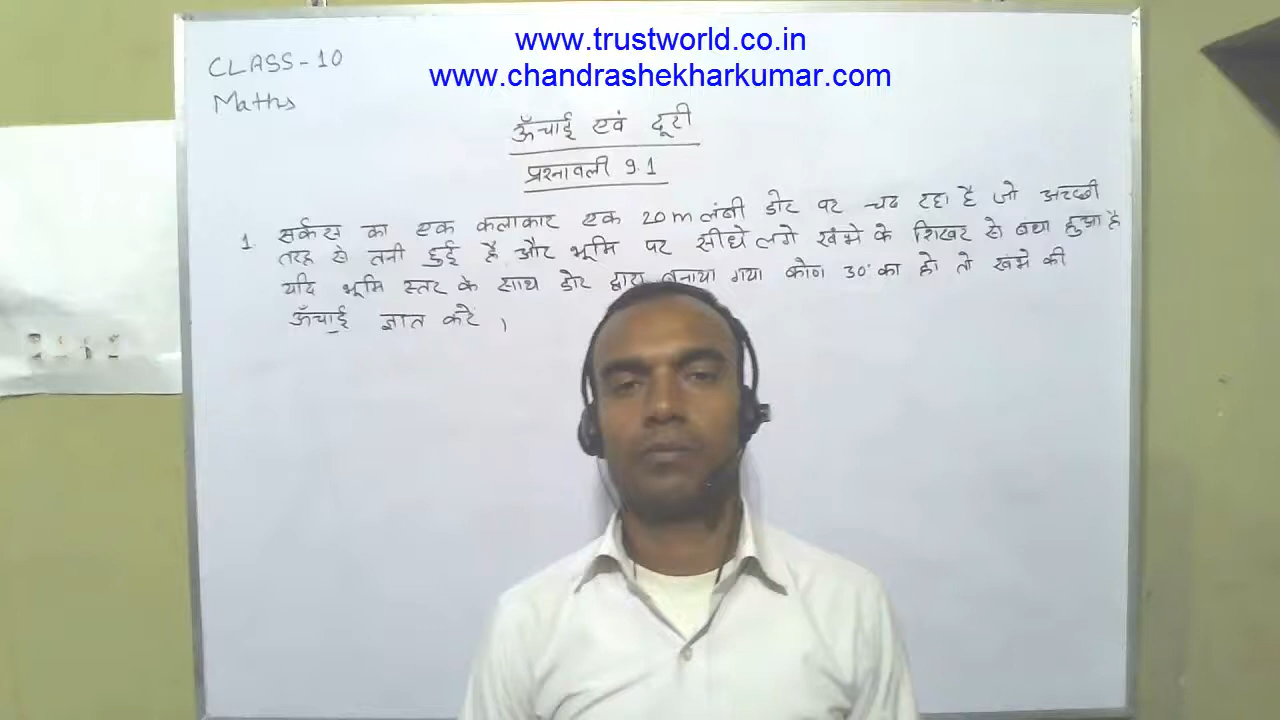 www.trustworld.co.in
www.chandrashekharkumar.com
CLASS-10
Maths
ऊँचाई एवं दूरी
प्रश्नावली 9.1
1. सर्कस का एक कलाकार एक 20m लंबी डोर पर चढ रहा है जो अच्छी
तरह से तनी हुई है और भूमि पर सीधे लगे खंभे के शिखर से बंधा हुआ है
यदि भूमि स्तर के साथ डोर द्वारा बनाया गया कोण 30° का हो तो खंभे की
ऊँचाई ज्ञात करें ।